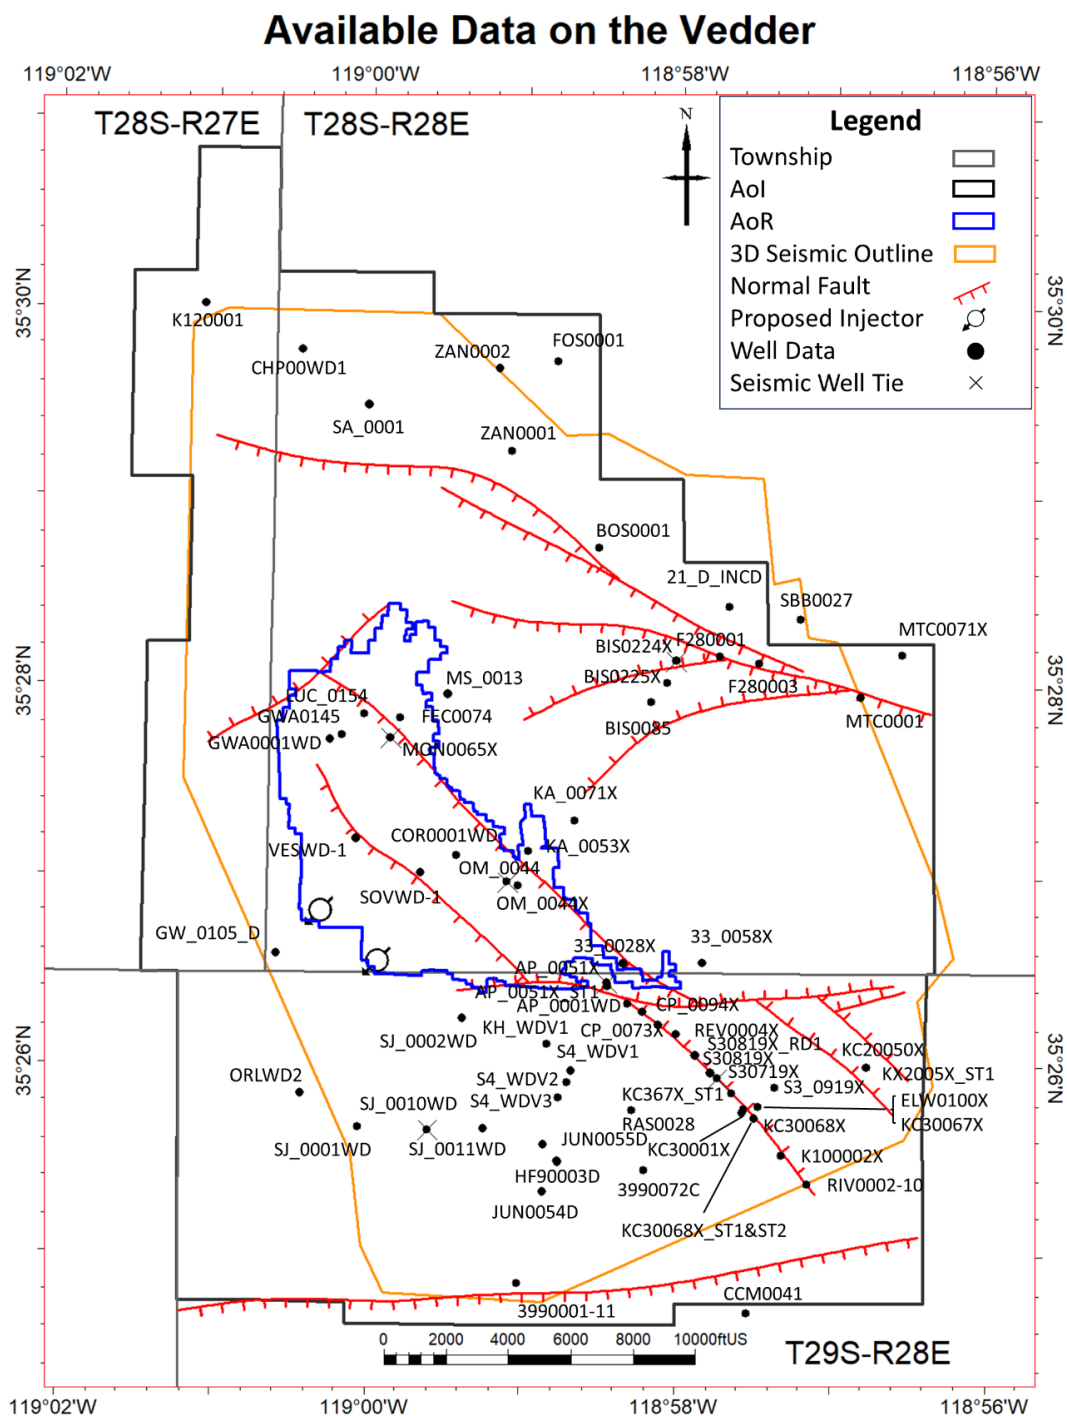 Available Data on the Vedder
119°02'W 119°00'W 118°58'W 118°56'W
T28S-R27E T28S-R28E
N
Legend
Township
AoI
AoR
3D Seismic Outline
Normal Fault
Proposed Injector
Well Data
Seismic Well Tie
35°30'N
35°30'N
K120001
CHP00WD1
ZAN0002
FOS0001
SA_0001
ZAN0001
BOS0001
21_D_INCD
SBB0027
MTC0071X
BIS0224X
F280001
35°28'N
35°28'N
BIS0225X
F280003
MS_0013
LUC_0154
GWA0145
FEC0074
BIS0085
MTC0001
GWA0001WD
MON0065X
KA_0071X
COR0001WD
KA_0053X
VESWD-1
OM_0044
SOVWD-1
OM_0044X
GW_0105_D
33_0028X
33_0058X
AP_0051X
AP_0051X_ST1
AP_0001WD
CP_0094X
KH_WDV1
CP_0073X
REV0004X
SJ_0002WD
S30819X_RD1
S4_WDV1
S30819X
KC20050X
35°26'N
35°26'N
ORLWD2
S4_WDV2
S30719X
KX2005X_ST1
S4_WDV3
KC367X_ST1
S3_0919X
ELW0100X
SJ_0010WD
RAS0028
KC30068X
KC30067X
SJ_0001WD
SJ_0011WD
JUN0055D
KC30001X
K100002X
HF90003D
3990072C
RIV0002-10
JUN0054D
KC30068X_ST1&ST2
CCM0041
3990001-11
0 2000 4000 6000 8000 10000ftUS
T29S-R28E
119°02'W 119°00'W 118°58'W 118°56'W